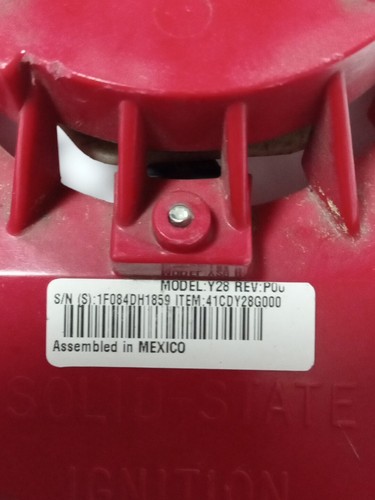 MODEL:Y28 REV:P00
S/N (S):1F084DH1859 ITEM:41CDY28G000
Assembled in MEXICO
SOLID STATE
IGNITION